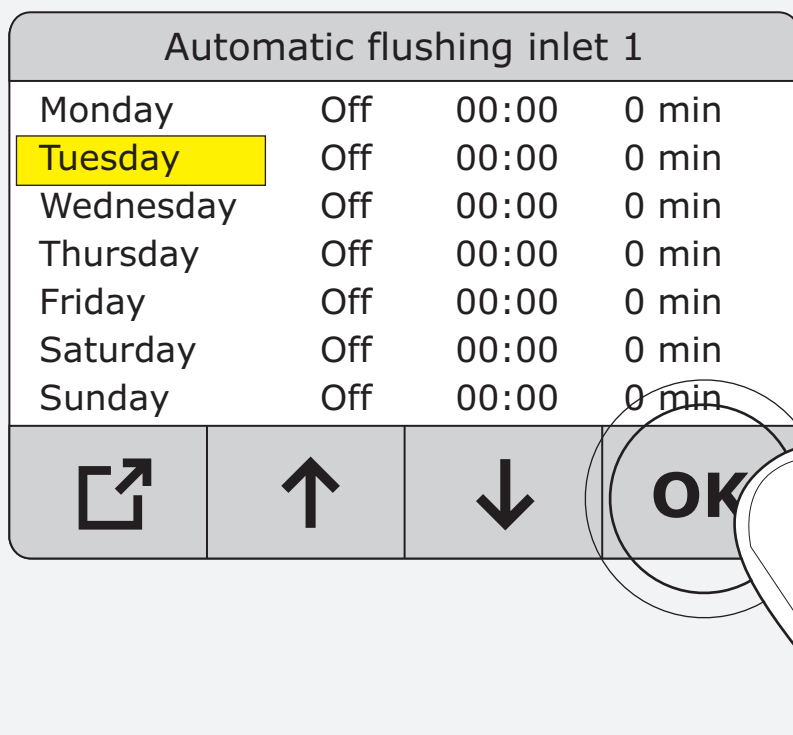 Automatic flushing inlet 1
Monday Off 00:00 0 min
Tuesday Off 00:00 0 min
Wednesday Off 00:00 0 min
Thursday Off 00:00 0 min
Friday Off 00:00 0 min
Saturday Off 00:00 0 min
Sunday Off 00:00 0 min
OK